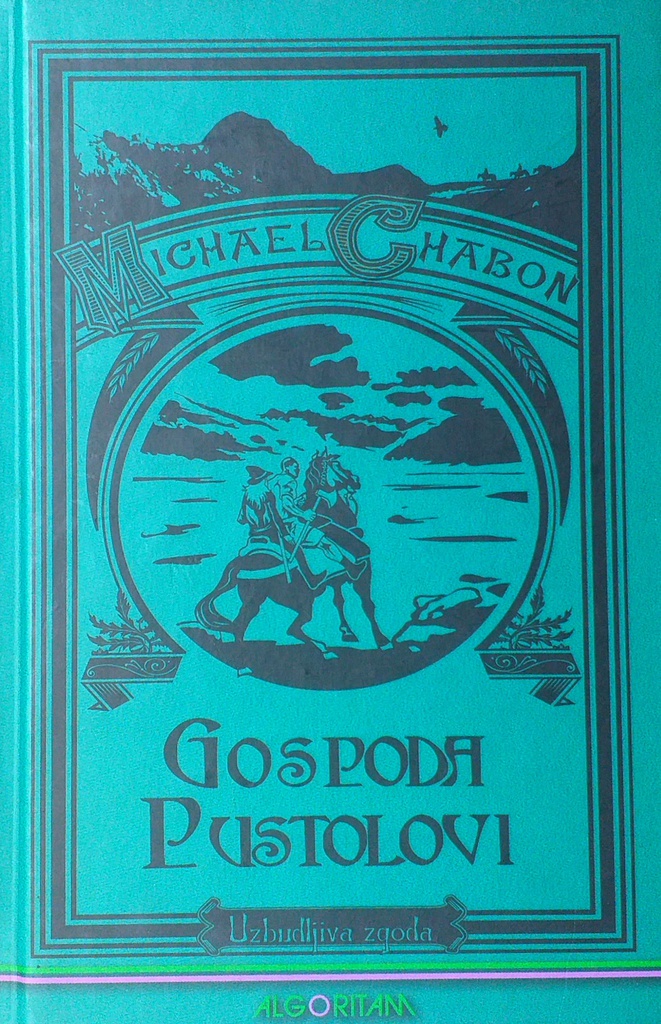 MICHAEL CHABON
GOSPODA
PUSTOLOVI
Uzbudljiva zgoda
ALGORITAM